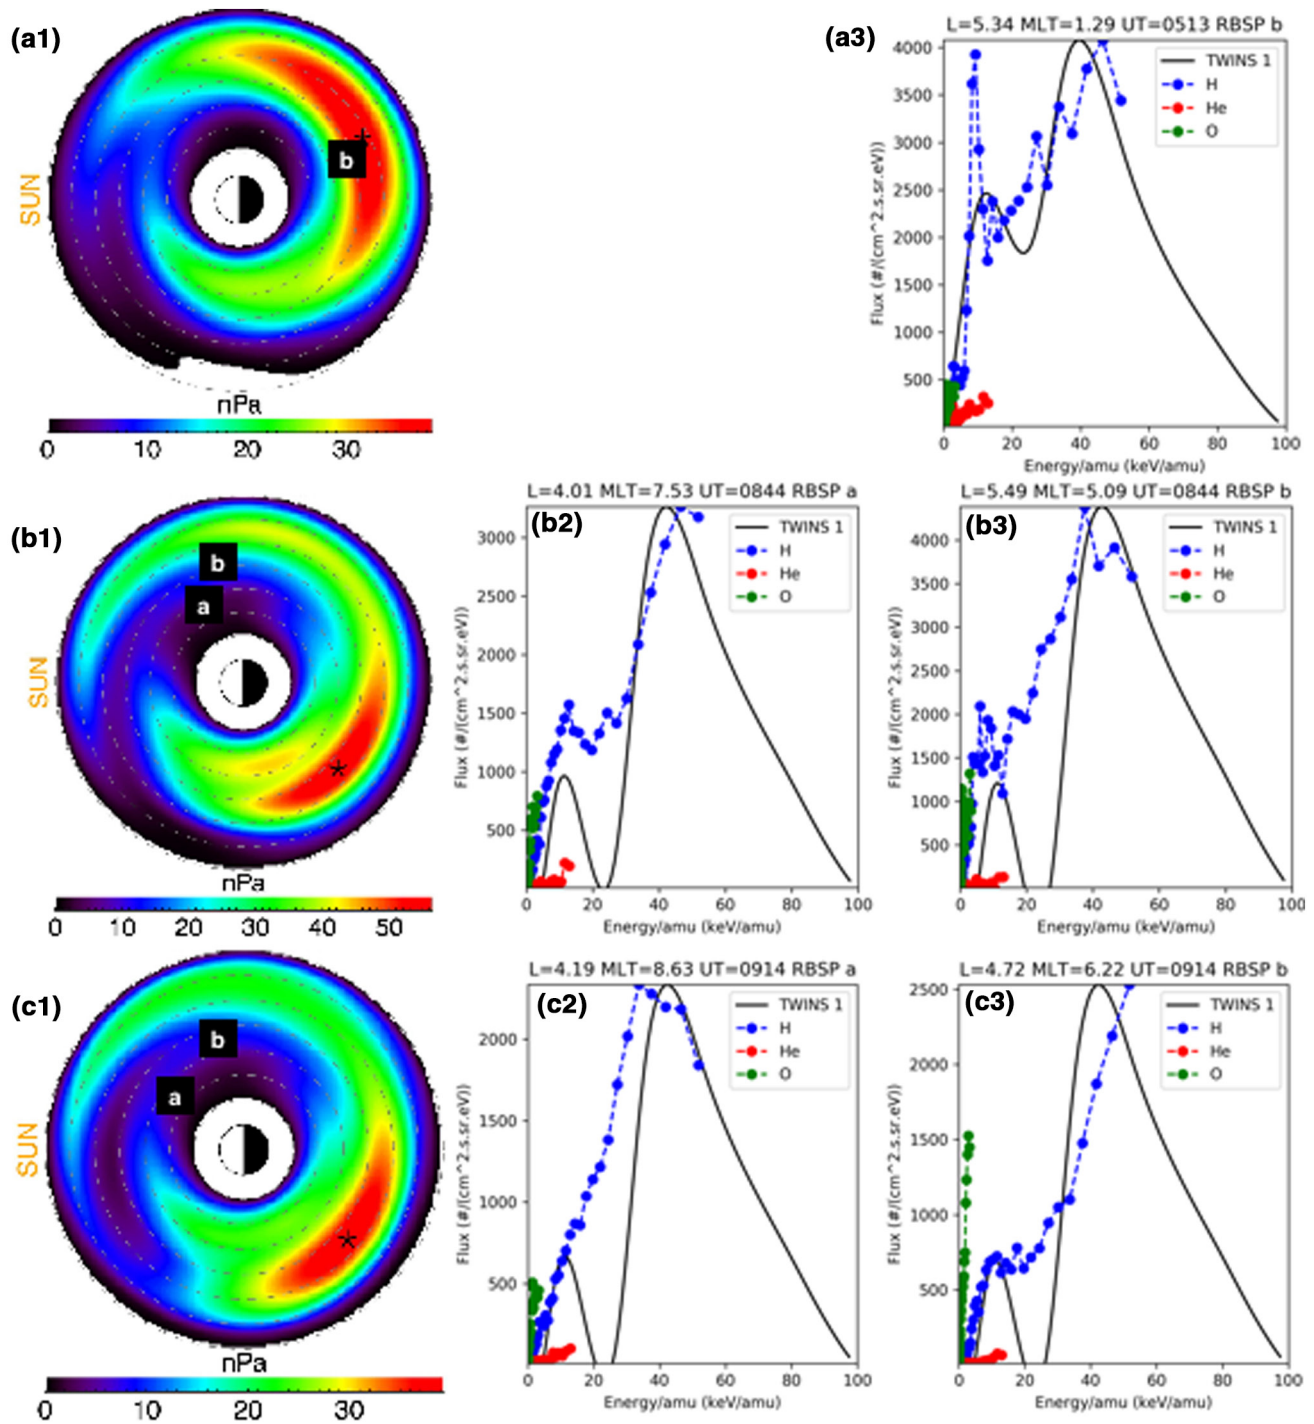 (a1)
b
SUN
nPa
0 10 20 30
(a3)
L=5.34 MLT=1.29 UT=0513 RBSP b
Flux (#/(cm^2.s.sr.eV))
4000
3500
3000
2500
2000
1500
1000
500
TWINS 1
H
He
O
0 20 40 60 80 100
Energy/amu (keV/amu)
(b1)
b
a
SUN
nPa
0 10 20 30 40 50
L=4.01 MLT=7.53 UT=0844 RBSP a
(b2)
Flux (#/(cm^2.s.sr.eV))
3000
2500
2000
1500
1000
500
TWINS 1
H
He
O
0 20 40 60 80 100
Energy/amu (keV/amu)
L=5.49 MLT=5.09 UT=0844 RBSP b
(b3)
Flux (#/(cm^2.s.sr.eV))
4000
3500
3000
2500
2000
1500
1000
500
TWINS 1
H
He
O
0 20 40 60 80 100
Energy/amu (keV/amu)
(c1)
b
a
SUN
nPa
0 10 20 30
L=4.19 MLT=8.63 UT=0914 RBSP a
(c2)
Flux (#/(cm^2.s.sr.eV))
2000
1500
1000
500
TWINS 1
H
He
O
0 20 40 60 80 100
Energy/amu (keV/amu)
L=4.72 MLT=6.22 UT=0914 RBSP b
(c3)
Flux (#/(cm^2.s.sr.eV))
2500
2000
1500
1000
500
TWINS 1
H
He
O
0 20 40 60 80 100
Energy/amu (keV/amu)